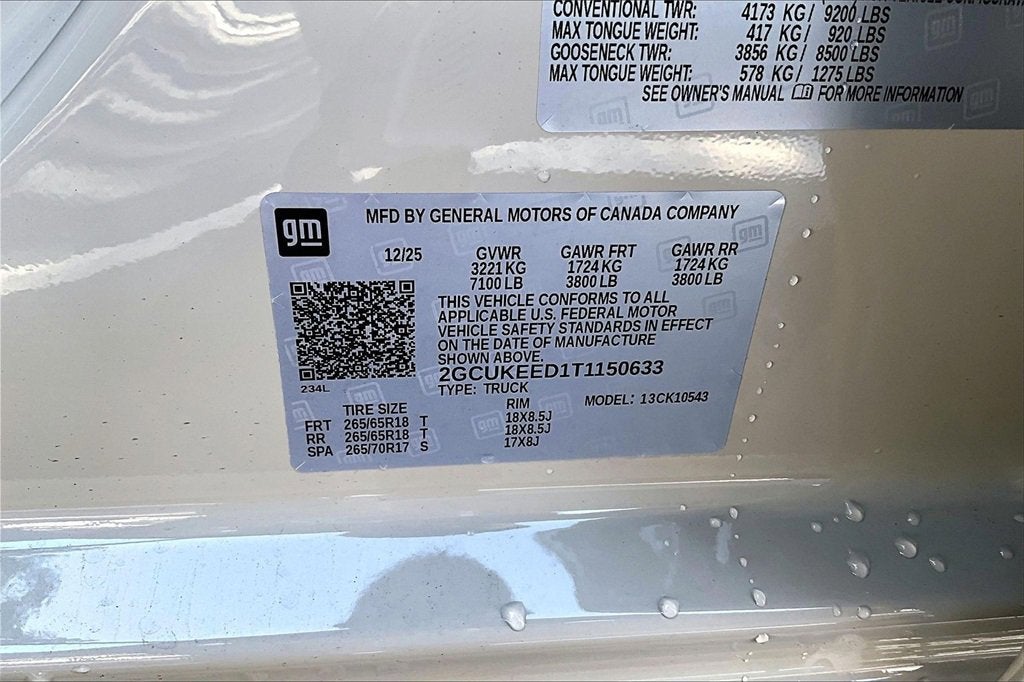 CONVENTIONAL TWR: 4173 KG / 9200 LBS
MAX TONGUE WEIGHT: 417 KG / 920 LBS
GOOSENECK TWR: 3856 KG / 8500 LBS
MAX TONGUE WEIGHT: 578 KG / 1275 LBS
SEE OWNER'S MANUAL FOR MORE INFORMATION
gm
MFD BY GENERAL MOTORS OF CANADA COMPANY
12/25 GVWR GAWR FRT GAWR RR
3221 KG 1724 KG 1724 KG
7100 LB 3800 LB 3800 LB
THIS VEHICLE CONFORMS TO ALL
APPLICABLE U.S. FEDERAL MOTOR
VEHICLE SAFETY STANDARDS IN EFFECT
ON THE DATE OF MANUFACTURE
SHOWN ABOVE.
2GCUKEED1T1150633
234L
TYPE: TRUCK MODEL: 13CK10543
TIRE SIZE RIM
FRT 265/65R18 T 18X8.5J
RR 265/65R18 T 18X8.5J
SPA 265/70R17 S 17X8J